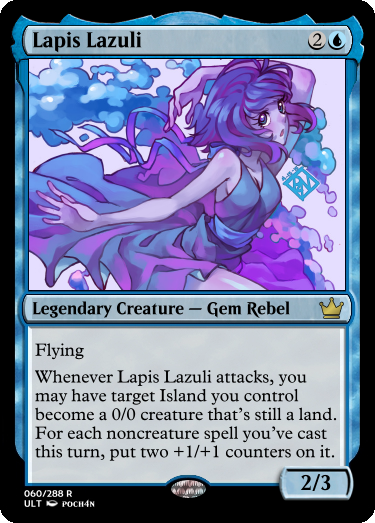 Lapis Lazuli
2
Legendary Creature — Gem Rebel
Flying
Whenever Lapis Lazuli attacks, you
may have target Island you control
become a 0/0 creature that's still a land.
For each noncreature spell you've cast
this turn, put two +1/+1 counters on it.
2/3
060/288 R
ULT POCH4N